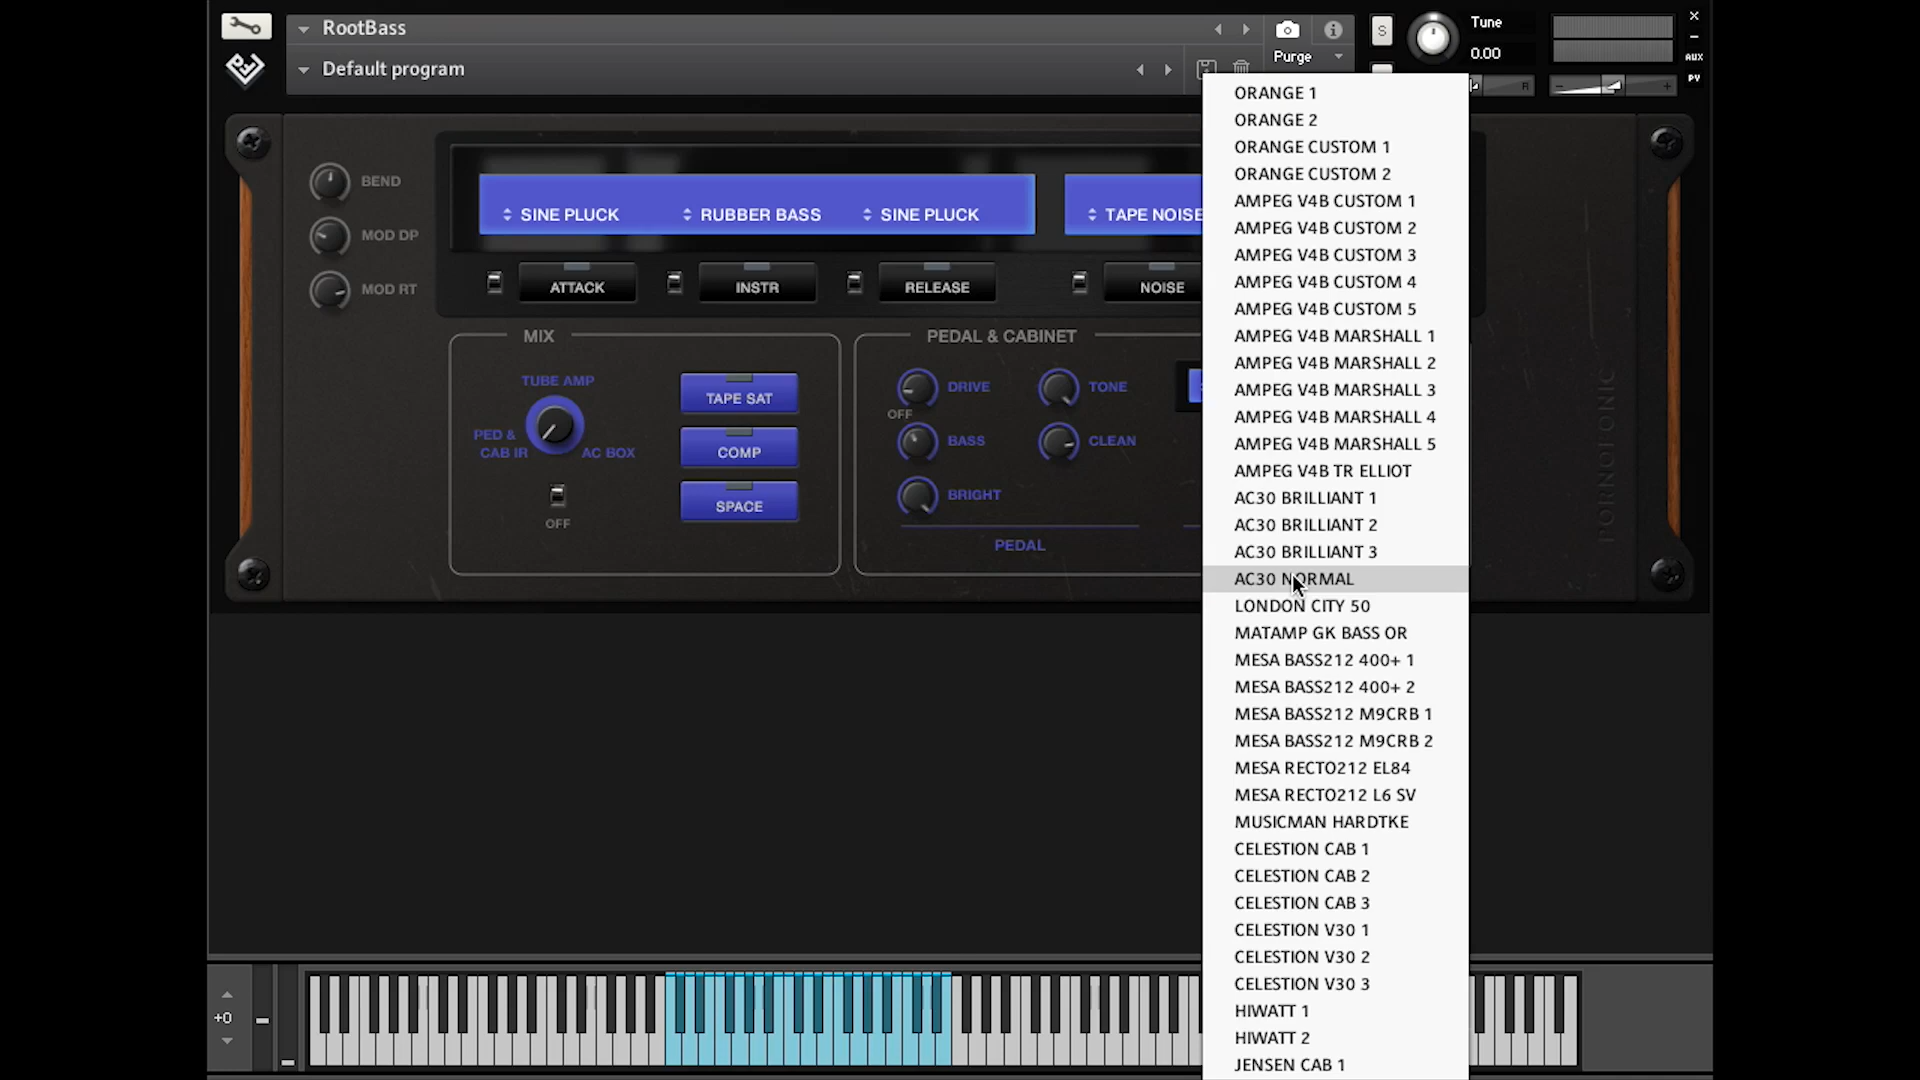 RootBass
Purge
S
Tune
0.00
AUX
PV
Default program
R
BEND
MOD DP
MOD RT
SINE PLUCK
RUBBER BASS
SINE PLUCK
TAPE NOISE
ATTACK
INSTR
RELEASE
NOISE
MIX
TUBE AMP
PED &
CAB IR
AC BOX
OFF
TAPE SAT
COMP
SPACE
PEDAL & CABINET
DRIVE
OFF
BASS
BRIGHT
TONE
CLEAN
PEDAL
PORNOTONIC
ORANGE 1
ORANGE 2
ORANGE CUSTOM 1
ORANGE CUSTOM 2
AMPEG V4B CUSTOM 1
AMPEG V4B CUSTOM 2
AMPEG V4B CUSTOM 3
AMPEG V4B CUSTOM 4
AMPEG V4B CUSTOM 5
AMPEG V4B MARSHALL 1
AMPEG V4B MARSHALL 2
AMPEG V4B MARSHALL 3
AMPEG V4B MARSHALL 4
AMPEG V4B MARSHALL 5
AMPEG V4B TR ELLIOT
AC30 BRILLIANT 1
AC30 BRILLIANT 2
AC30 BRILLIANT 3
AC30 NORMAL
LONDON CITY 50
MATAMP GK BASS OR
MESA BASS212 400+ 1
MESA BASS212 400+ 2
MESA BASS212 M9CRB 1
MESA BASS212 M9CRB 2
MESA RECTO212 EL84
MESA RECTO212 L6 SV
MUSICMAN HARDTKE
CELESTION CAB 1
CELESTION CAB 2
CELESTION CAB 3
CELESTION V30 1
CELESTION V30 2
CELESTION V30 3
HIWATT 1
HIWATT 2
JENSEN CAB 1
+0